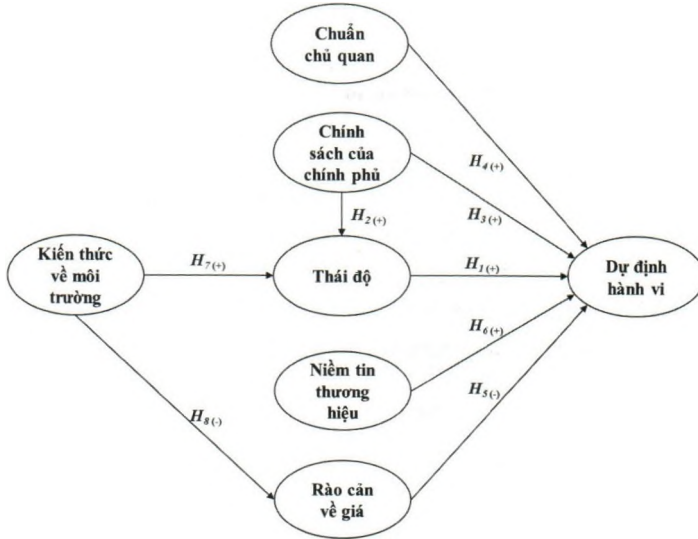 Chuẩn
chủ quan
Chính
sách của
chính phủ
H4(+)
H2(+)
H3(+)
Kiến thức
về môi
trường
H7(+)
Thái độ
H1(+)
Dự định
hành vi
H6(+)
Niềm tin
thương
hiệu
H5(-)
H8(-)
Rào cản
về giá